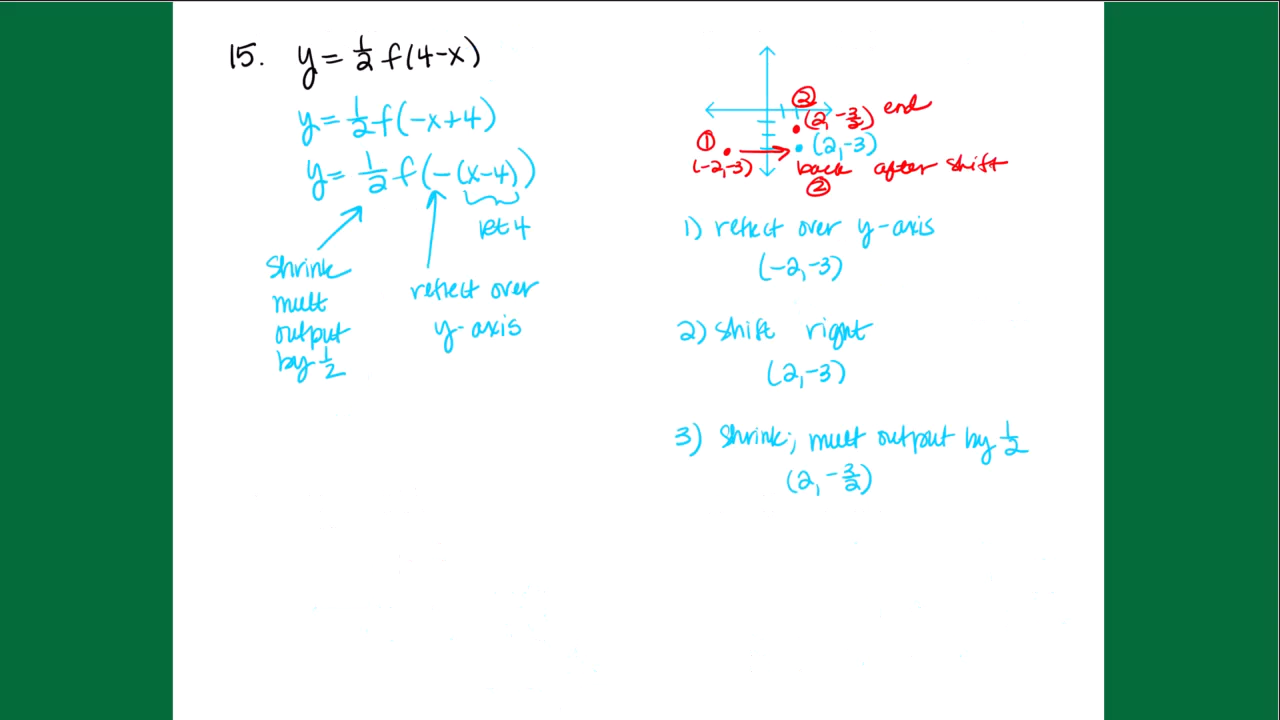 15. y = 1/2 f(4-x)
y = 1/2 f(-x+4)
y = 1/2 f(-(x-4))
rt 4
shrink
mult
output
by 1/2
reflect over
y-axis
②
(2, -3/2) end
① (2, -3)
(-2,-3) back after shift
②
1) reflect over y-axis
(-2,-3)
2) shift right
(2,-3)
3) shrink; mult output by 1/2
(2, -3/2)